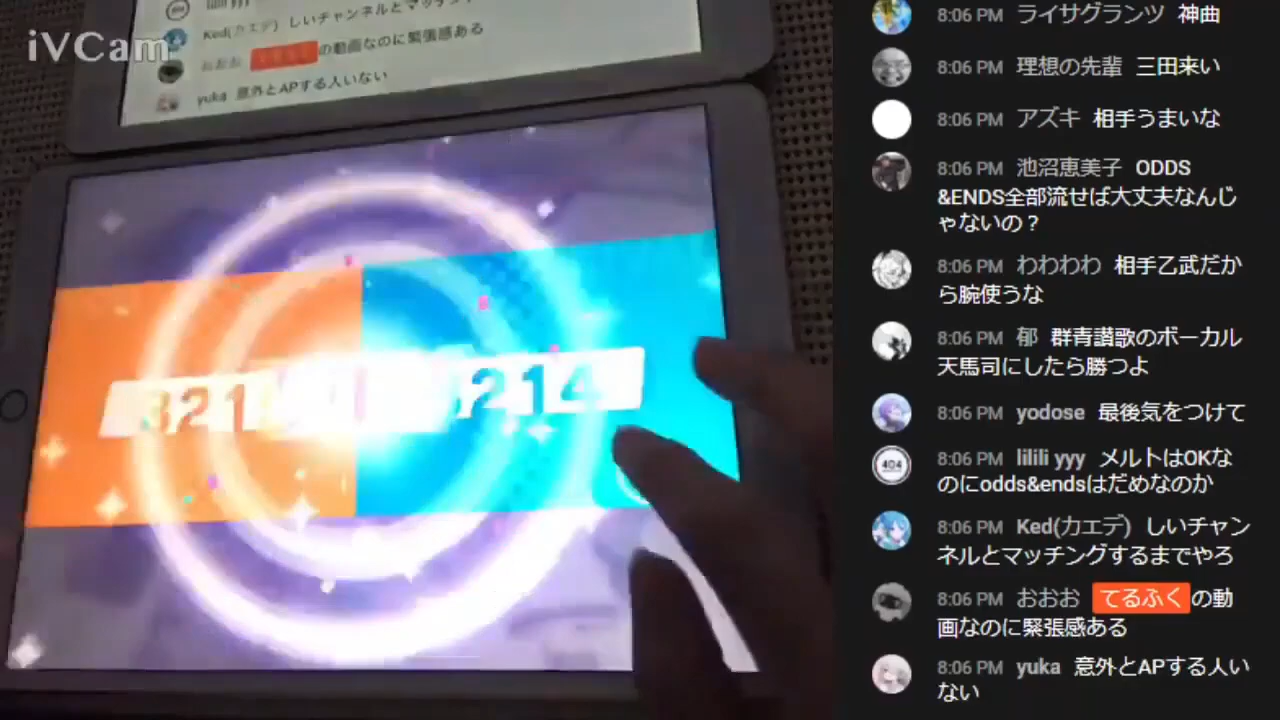 iVCam
Ked(カエデ) しいチャンネルとマッチン
おおお てるふくの動画なのに緊張感ある
yuka 意外とAPする人いない
8:06 PM ライサグランツ 神曲
8:06 PM 理想の先輩 三田来い
8:06 PM アズキ 相手うまいな
8:06 PM 池沼恵美子 ODDS
&ENDS全部流せば大丈夫なんじ
ゃないの?
8:06 PM わわわわ 相手乙武だか
ら腕使うな
8:06 PM 郁 群青讃歌のボーカル
天馬司にしたら勝つよ
8:06 PM yodose 最後気をつけて
404
8:06 PM lilili yyy メルトはOKな
のにodds&endsはだめなのか
8:06 PM Ked(カエデ) しいチャン
ネルとマッチングするまでやろ
8:06 PM おおお てるふくの動
画なのに緊張感ある
8:06 PM yuka 意外とAPする人い
ない